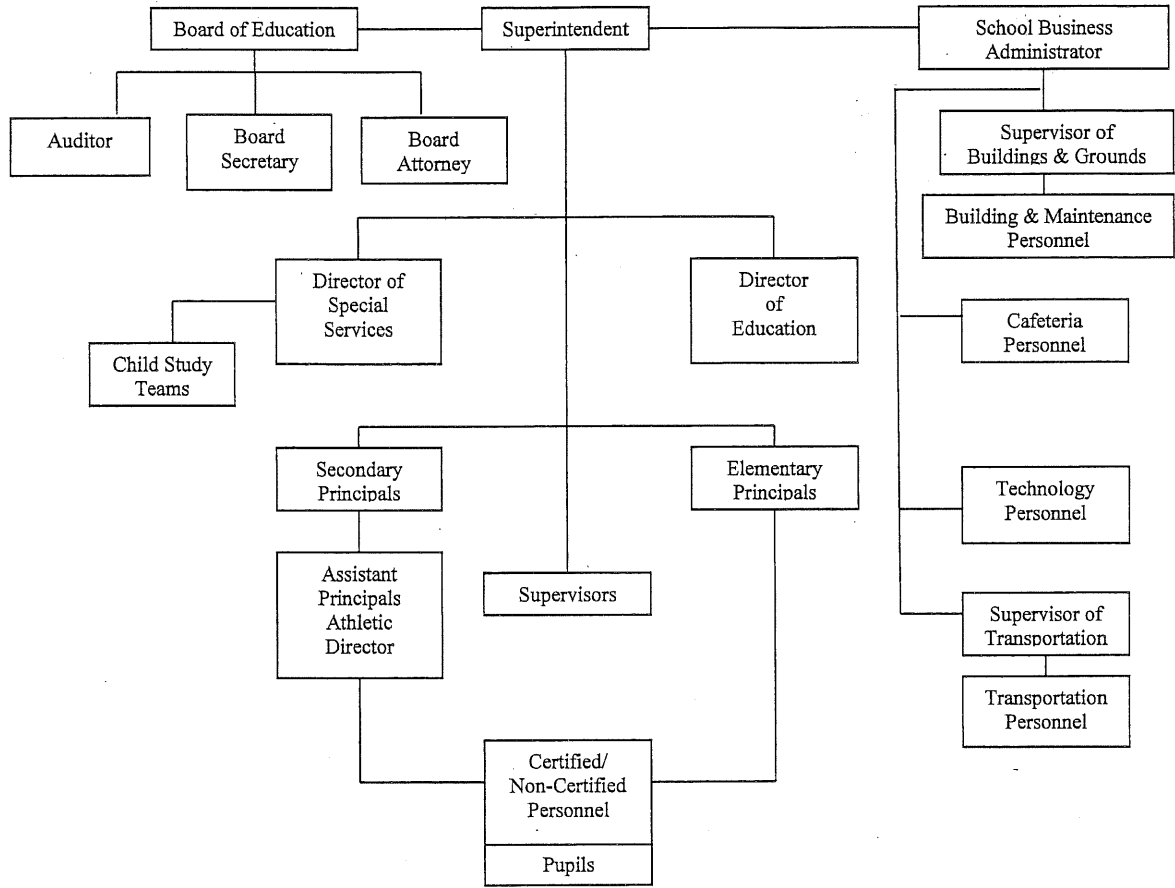 Board of Education
Superintendent
School Business
Administrator
Auditor
Board
Secretary
Board
Attorney
Supervisor of
Buildings & Grounds
Building & Maintenance
Personnel
Director of
Special
Services
Director
of
Education
Child Study
Teams
Cafeteria
Personnel
Secondary
Principals
Elementary
Principals
Technology
Personnel
Assistant
Principals
Athletic
Director
Supervisors
Supervisor of
Transportation
Transportation
Personnel
Certified/
Non-Certified
Personnel
Pupils